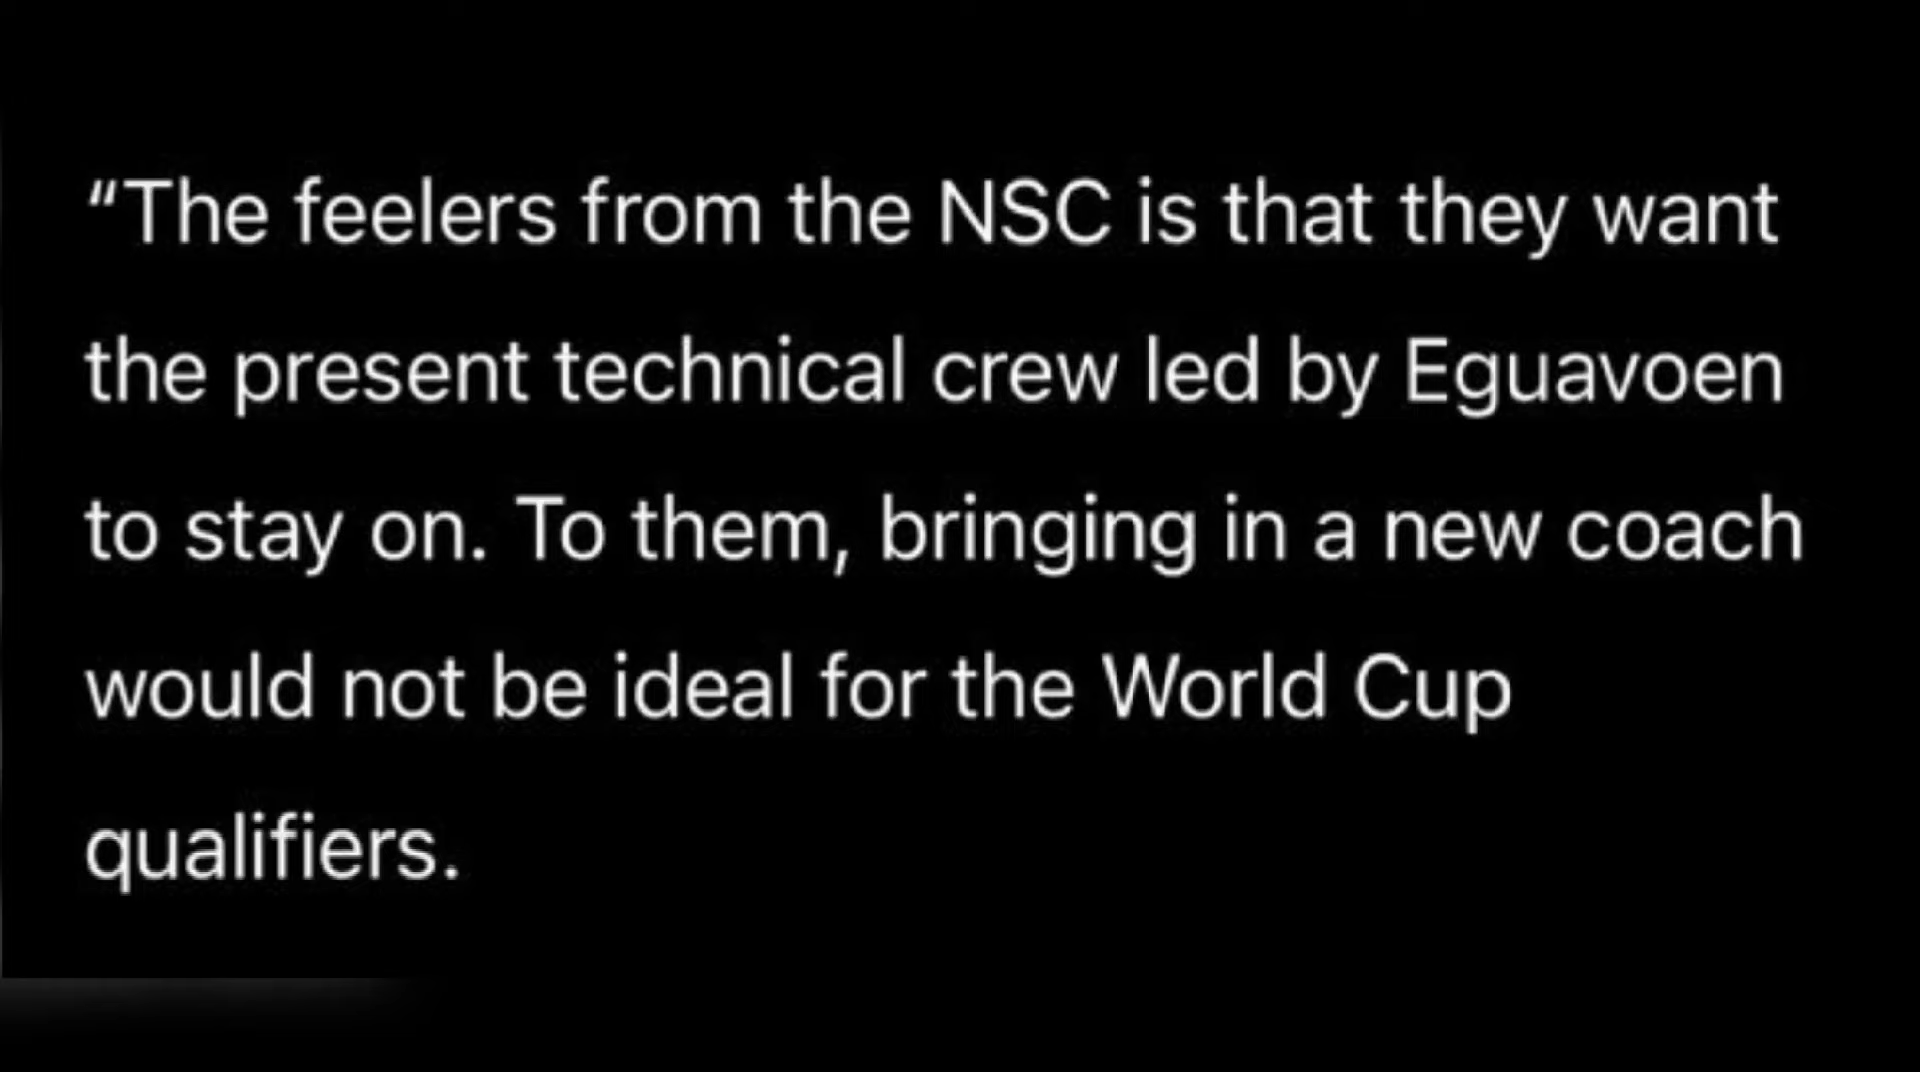 “The feelers from the NSC is that they want
the present technical crew led by Eguavoen
to stay on. To them, bringing in a new coach
would not be ideal for the World Cup
qualifiers.